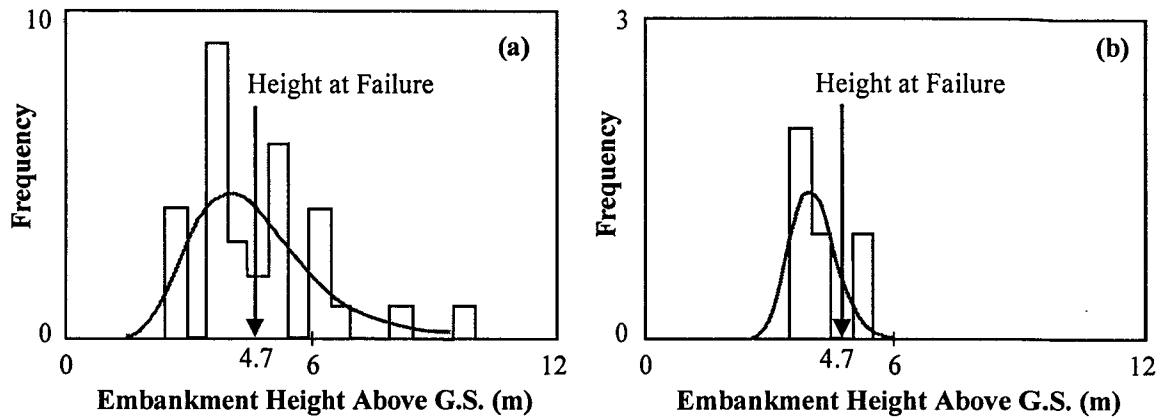 10
(a)
Height at Failure
Frequency
0
0
4.7
6
12
Embankment Height Above G.S. (m)
3
(b)
Height at Failure
Frequency
0
0
4.7
6
12
Embankment Height Above G.S. (m)